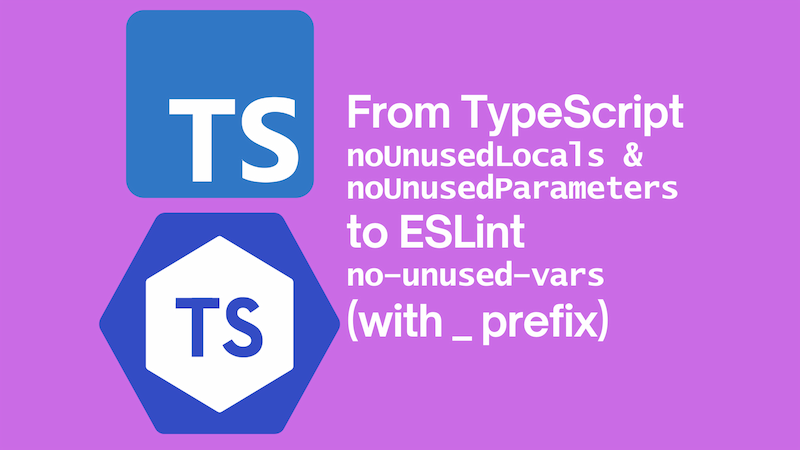 TS
From TypeScript
noUnusedLocals &
noUnusedParameters
to ESLint
no-unused-vars
(with _ prefix)
TS